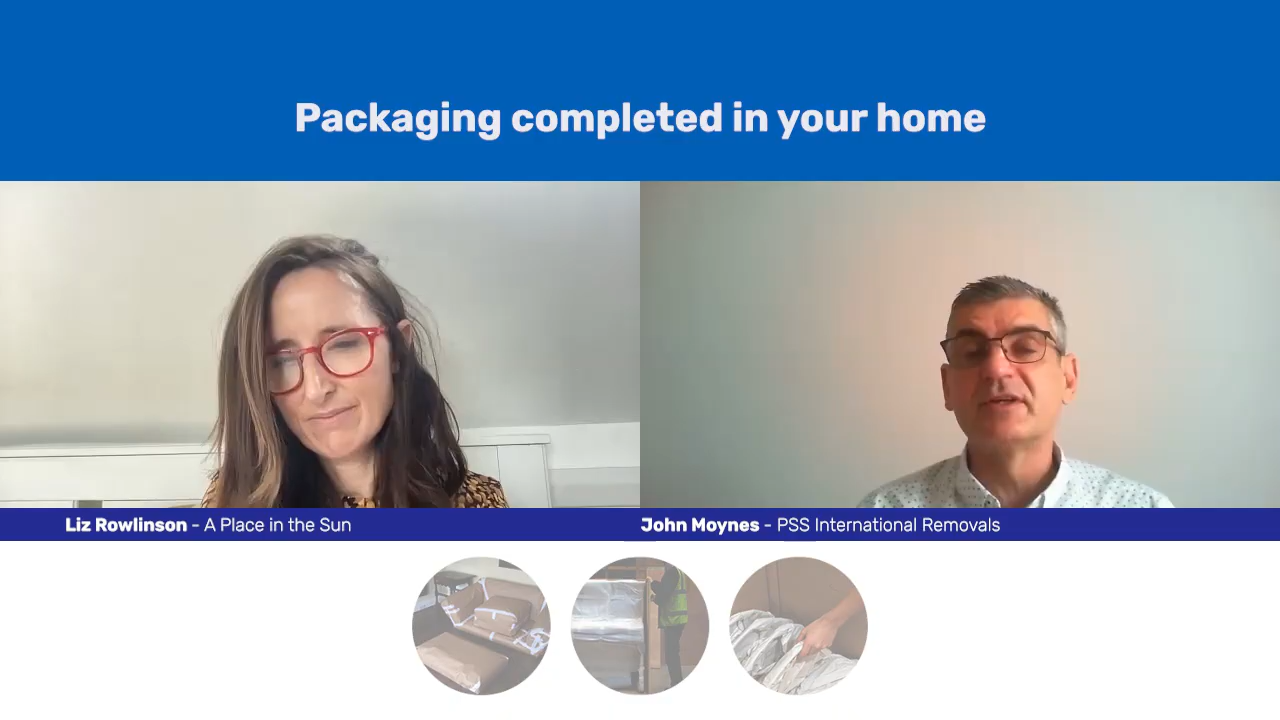 Packaging completed in your home
Liz Rowlinson - A Place in the Sun
John Moynes - PSS International Removals